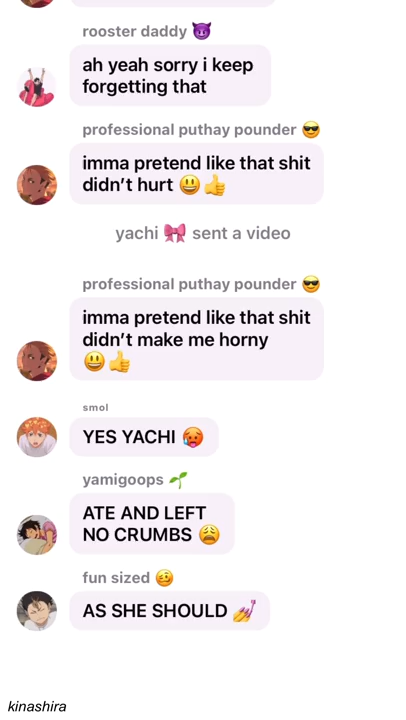 rooster daddy 😈
ah yeah sorry i keep
forgetting that
professional puthay pounder 😎
imma pretend like that shit
didn’t hurt 😃👍
yachi 🎀 sent a video
professional puthay pounder 😎
imma pretend like that shit
didn’t make me horny
😃👍
smol
YES YACHI 🥵
yamigoops 🌱
ATE AND LEFT
NO CRUMBS 😩
fun sized 🥴
AS SHE SHOULD 💅
kinashira